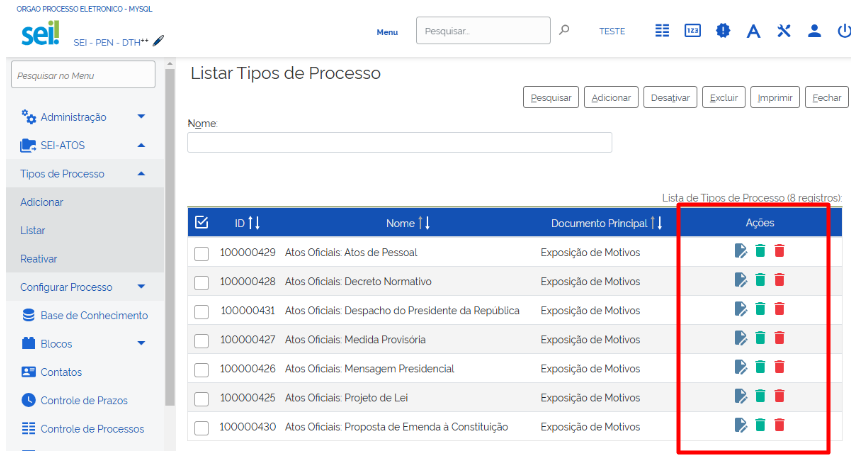 ORGAO PROCESSO ELETRONICO - MYSQL
sei!
SEI - PEN - DTH++
Menu
Pesquisar...
TESTE
123
A
Pesquisar no Menu
Administração
SEI-ATOS
Tipos de Processo
Adicionar
Listar
Reativar
Configurar Processo
Base de Conhecimento
Blocos
Contatos
Controle de Prazos
Controle de Processos
Listar Tipos de Processo
Pesquisar Adicionar Desativar Excluir Imprimir Fechar
Nome:
Lista de Tipos de Processo (8 registros):
ID Nome Documento Principal Ações
100000429 Atos Oficiais: Atos de Pessoal Exposição de Motivos
100000428 Atos Oficiais: Decreto Normativo Exposição de Motivos
100000431 Atos Oficiais: Despacho do Presidente da República Exposição de Motivos
100000427 Atos Oficiais: Medida Provisória Exposição de Motivos
100000426 Atos Oficiais: Mensagem Presidencial Exposição de Motivos
100000425 Atos Oficiais: Projeto de Lei Exposição de Motivos
100000430 Atos Oficiais: Proposta de Emenda à Constituição Exposição de Motivos